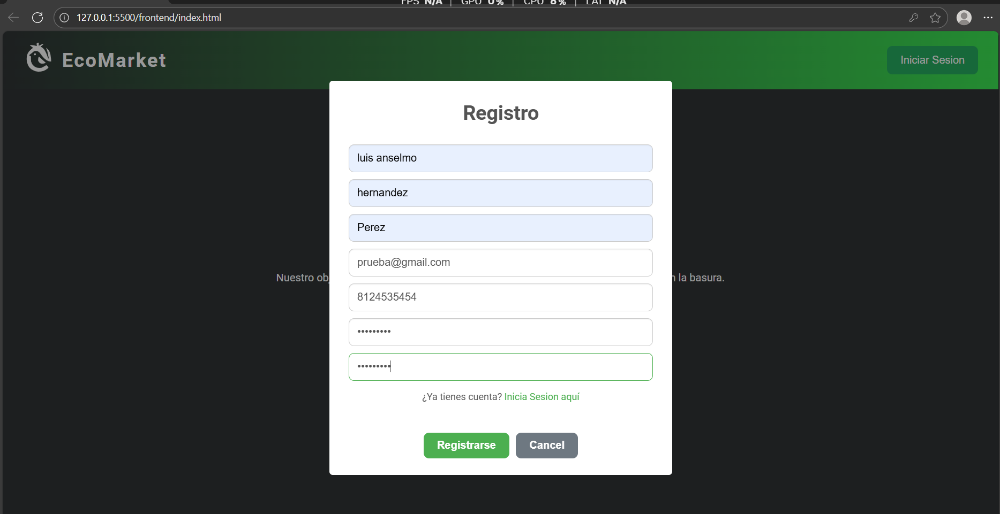 FPS N/A | GPU 0% | CPU 8% | LAT N/A
127.0.0.1:5500/frontend/index.html
EcoMarket
Iniciar Sesion
Registro
luis anselmo
hernandez
Perez
prueba@gmail.com
Nuestro la basura.
8124535454
•••••••••
•••••••••
¿Ya tienes cuenta? Inicia Sesion aquí
Registrarse
Cancel